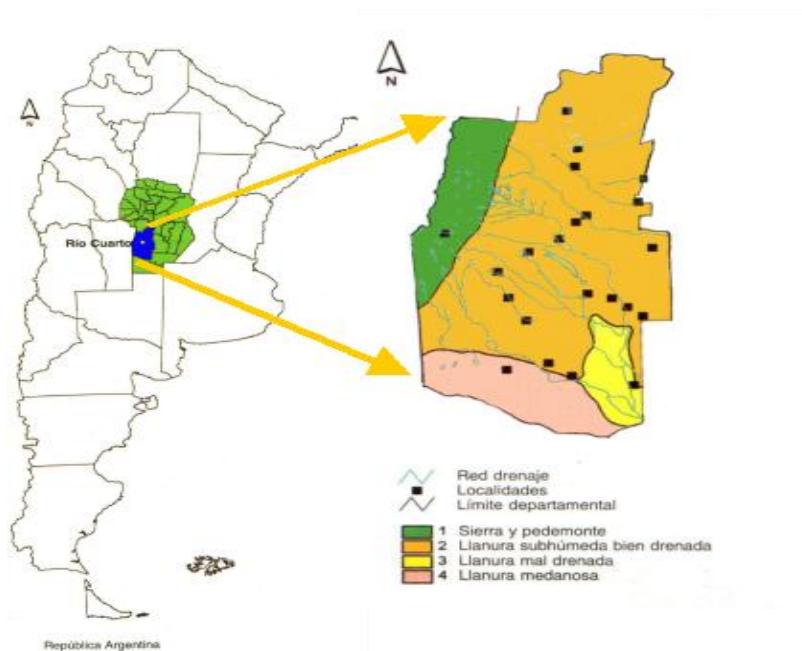 N
N
Río Cuarto
Red drenaje
Localidades
Límite departamental
1 Sierra y pedemonte
2 Llanura subhúmeda bien drenada
3 Llanura mal drenada
4 Llanura medanosa
República Argentina